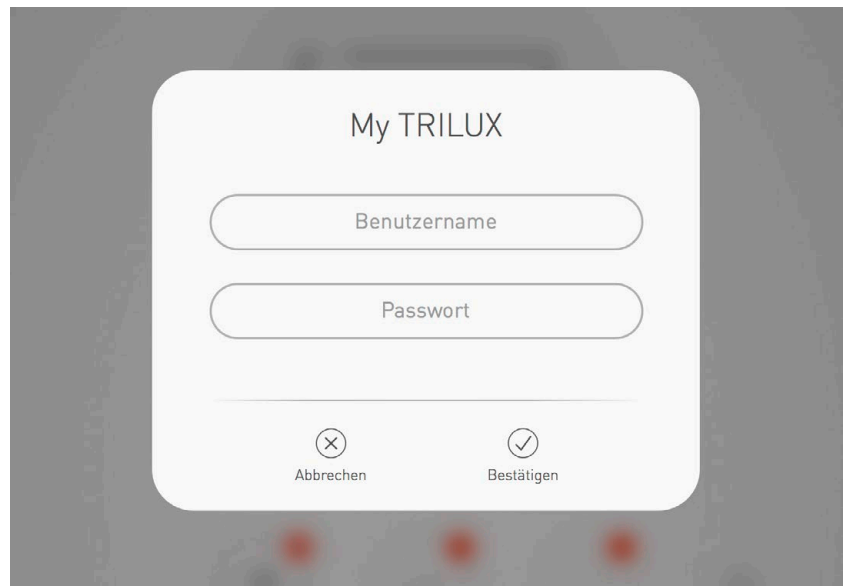 My TRILUX
Benutzername
Passwort
Abbrechen
Bestätigen